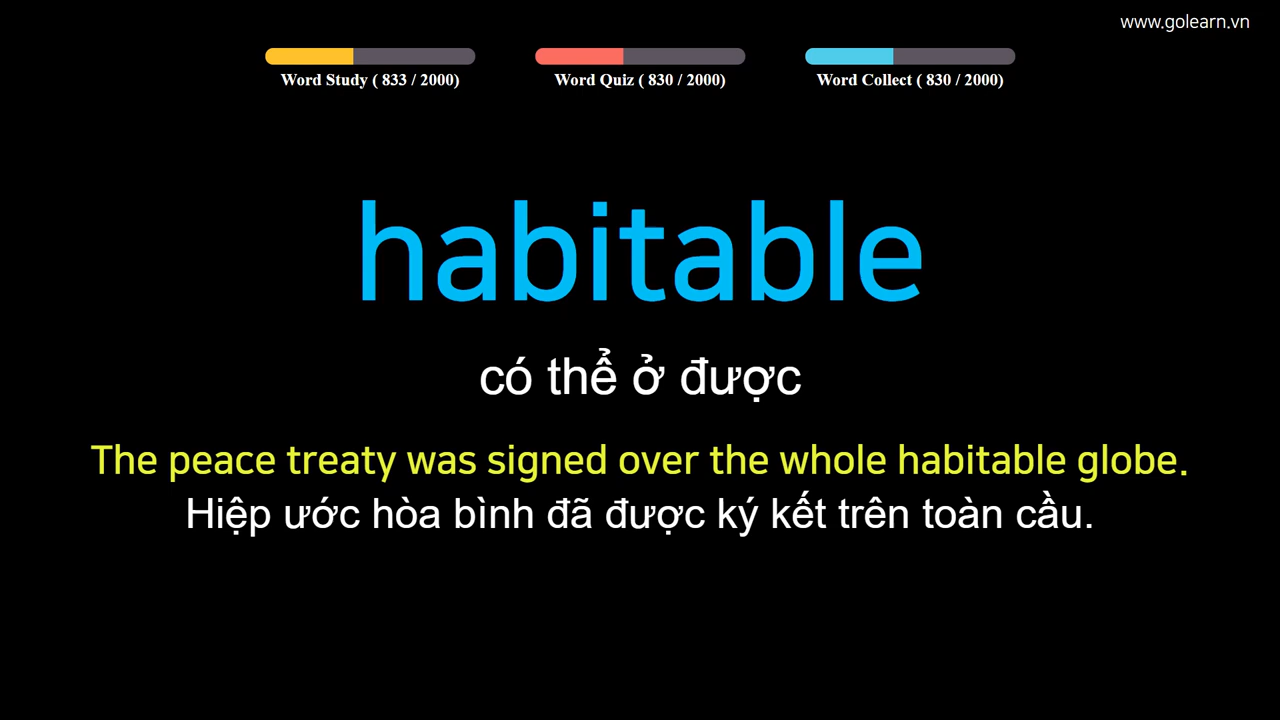 www.golearn.vn
Word Study ( 833 / 2000)
Word Quiz ( 830 / 2000)
Word Collect ( 830 / 2000)
habitable
có thể ở được
The peace treaty was signed over the whole habitable globe.
Hiệp ước hòa bình đã được ký kết trên toàn cầu.